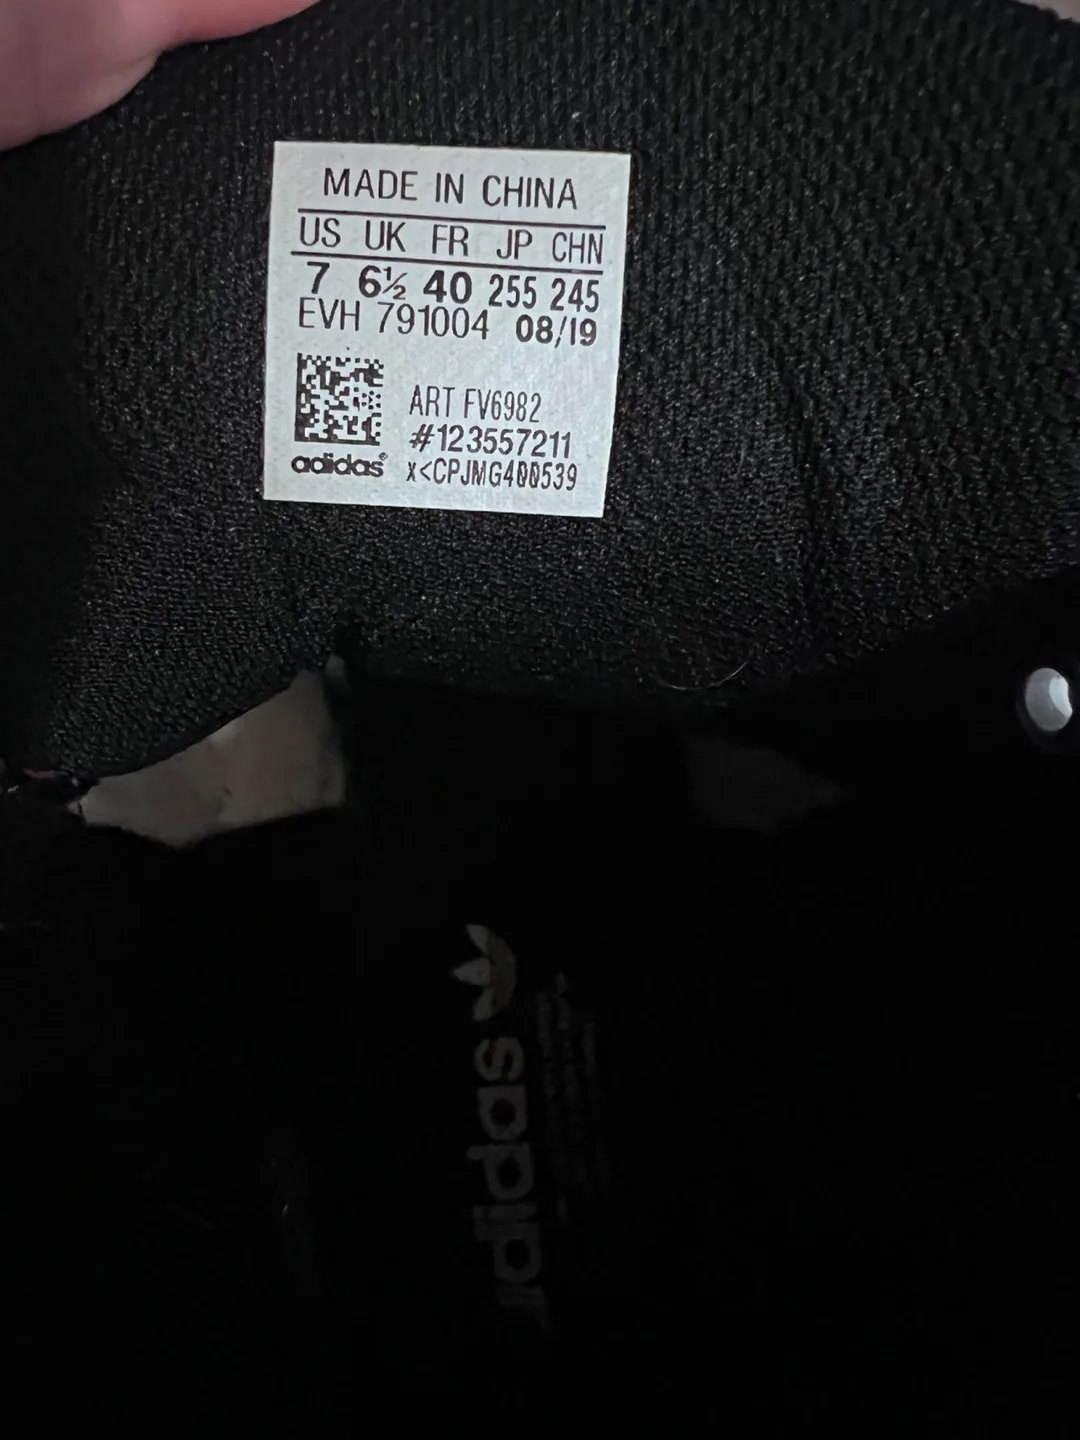 MADE IN CHINA
US UK FR JP CHN
7 6½ 40 255 245
EVH 791004 08/19
ART FV6982
#123557211
adidas® X<CPJMG400539
adidas